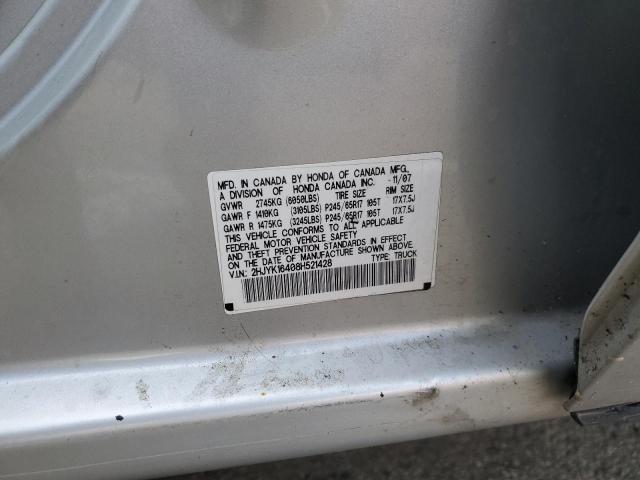 MFD. IN CANADA BY HONDA OF CANADA MFG.,
A DIVISION OF HONDA CANADA INC. 11/07
GVWR 2745KG (6050LBS) TIRE SIZE RIM SIZE
GAWR F 1410KG (3105LBS) P245/65R17 105T 17X7.5J
GAWR R 1475KG (3245LBS) P245/65R17 105T 17X7.5J
THIS VEHICLE CONFORMS TO ALL APPLICABLE
FEDERAL MOTOR VEHICLE SAFETY
AND THEFT PREVENTION STANDARDS IN EFFECT
ON THE DATE OF MANUFACTURE SHOWN ABOVE.
V.I.N: 2HJYK16408H521428 TYPE: TRUCK